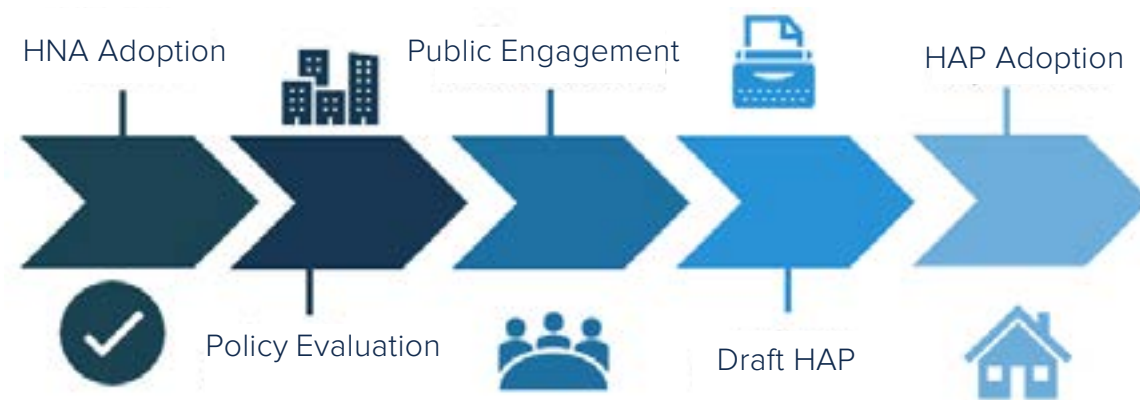 HNA Adoption
Policy Evaluation
Public Engagement
Draft HAP
HAP Adoption